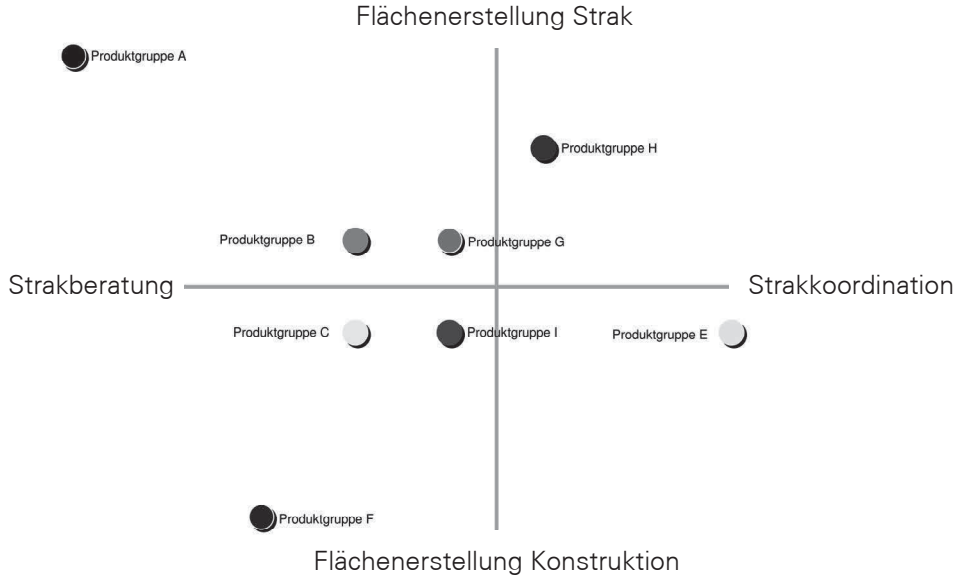 Flächenerstellung Strak
Produktgruppe A
Produktgruppe H
Produktgruppe B
Produktgruppe G
Strakberatung
Strakkoordination
Produktgruppe C
Produktgruppe I
Produktgruppe E
Produktgruppe F
Flächenerstellung Konstruktion